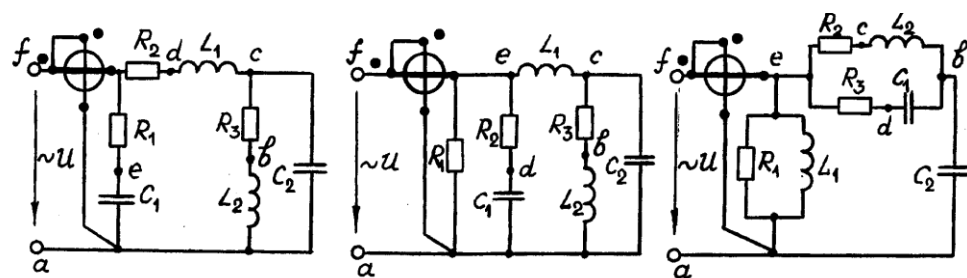 f R₂ d L₁ c
~U R₁ e C₁ R₃ b L₂ C₂
a
f e L₁ c
~U R₁ R₂ d C₁ R₃ b L₂ C₂
a
f e R₂ c L₂ b
R₃ d C₁
~U R₁ L₁ C₂
a